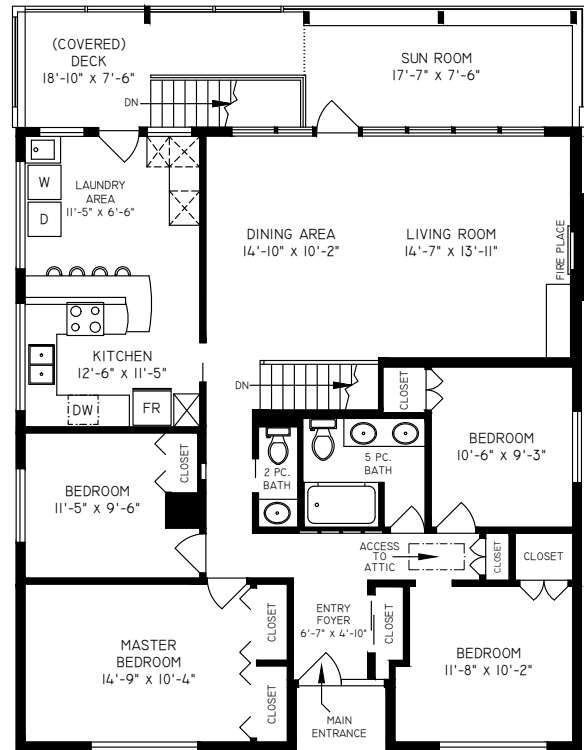 (COVERED)
DECK
18'-10" x 7'-6"
SUN ROOM
17'-7" x 7'-6"
DN
W
D
LAUNDRY
AREA
11'-5" x 6'-6"
DINING AREA
14'-10" x 10'-2"
LIVING ROOM
14'-7" x 13'-11"
FIRE PLACE
KITCHEN
12'-6" x 11'-5"
DW
FR
DN
CLOSET
BEDROOM
10'-6" x 9'-3"
CLOSET
BEDROOM
11'-5" x 9'-6"
2 PC.
BATH
5 PC.
BATH
ACCESS
TO
ATTIC
CLOSET
CLOSET
ENTRY
FOYER
6'-7" x 4'-10"
CLOSET
CLOSET
MASTER
BEDROOM
14'-9" x 10'-4"
CLOSET
BEDROOM
11'-8" x 10'-2"
MAIN
ENTRANCE